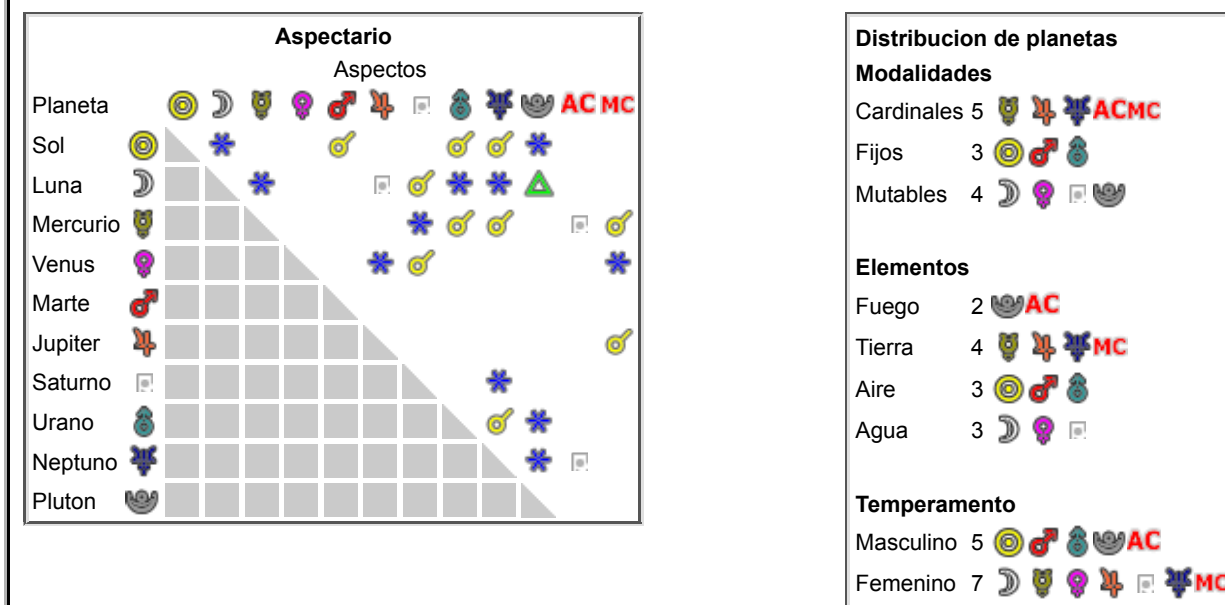 Aspectario
Aspectos
Planeta AC MC
Sol
Luna
Mercurio
Venus
Marte
Jupiter
Saturno
Urano
Neptuno
Pluton
Distribucion de planetas
Modalidades
Cardinales 5 AC MC
Fijos 3
Mutables 4
Elementos
Fuego 2 AC
Tierra 4 MC
Aire 3
Agua 3
Temperamento
Masculino 5 AC
Femenino 7 MC